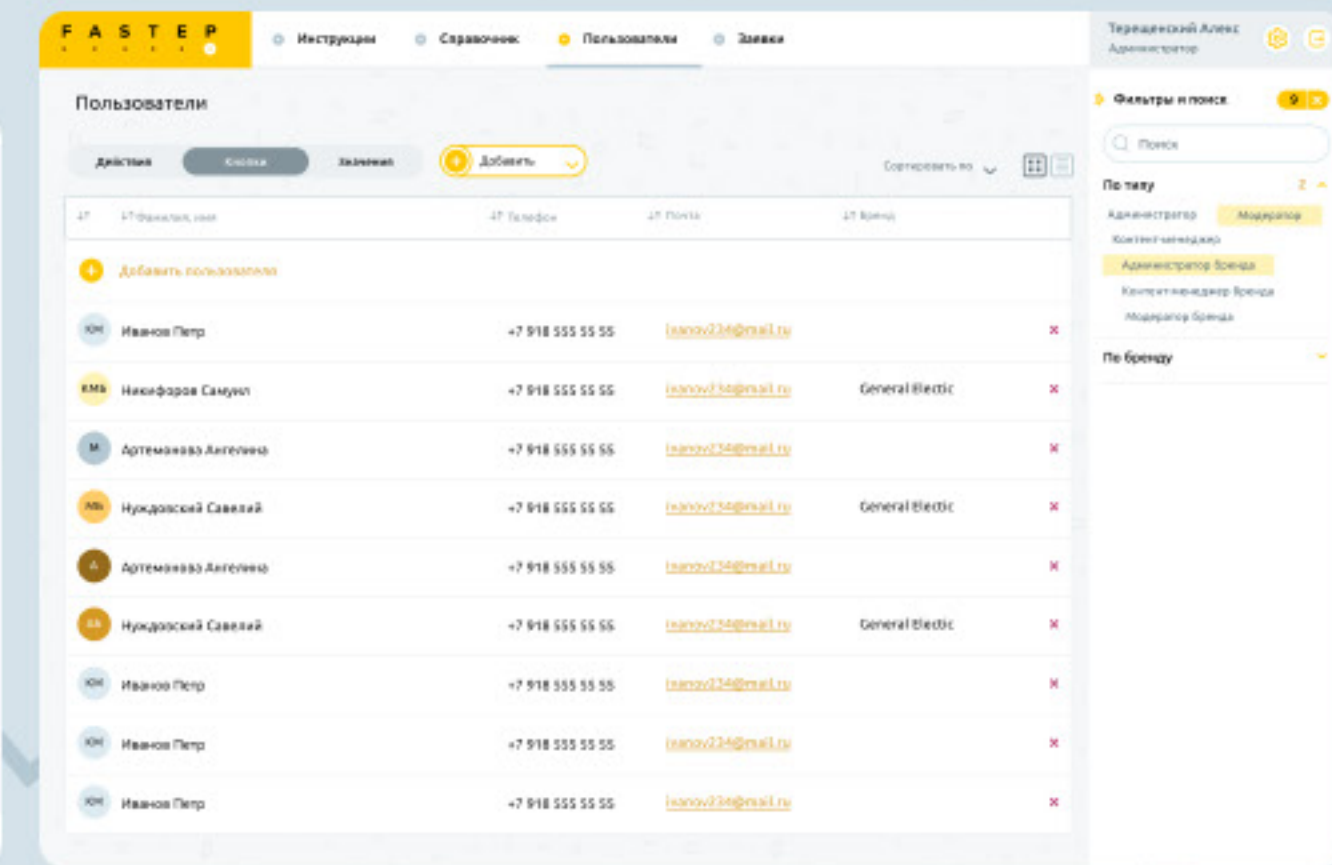 FASTEP
Инструкции Справочник Пользователи Заявки
Терещенский Алекс
Администратор
Пользователи
Фильтры и поиск 9 ×
Действия Кнопка Значения Добавить
Сортировать по
Поиск
По типу 2
Администратор Модератор
Контент-менеджер
Администратор бренда
Контент-менеджер бренда
Модератор бренда
По бренду
Фамилия, имя Телефон Почта Бренд
Добавить пользователя
КМ Иванов Петр +7 918 555 55 55 ivanov234@mail.ru ×
КМb Никифоров Самуил +7 918 555 55 55 ivanov234@mail.ru General Electic ×
М Артемонова Ангелина +7 918 555 55 55 ivanov234@mail.ru ×
Мb Нуждовский Савелий +7 918 555 55 55 ivanov234@mail.ru General Electic ×
А Артемонова Ангелина +7 918 555 55 55 ivanov234@mail.ru ×
Нуждовский Савелий +7 918 555 55 55 ivanov234@mail.ru General Electic ×
КМ Иванов Петр +7 918 555 55 55 ivanov234@mail.ru ×
КМ Иванов Петр +7 918 555 55 55 ivanov234@mail.ru ×
КМ Иванов Петр +7 918 555 55 55 ivanov234@mail.ru ×